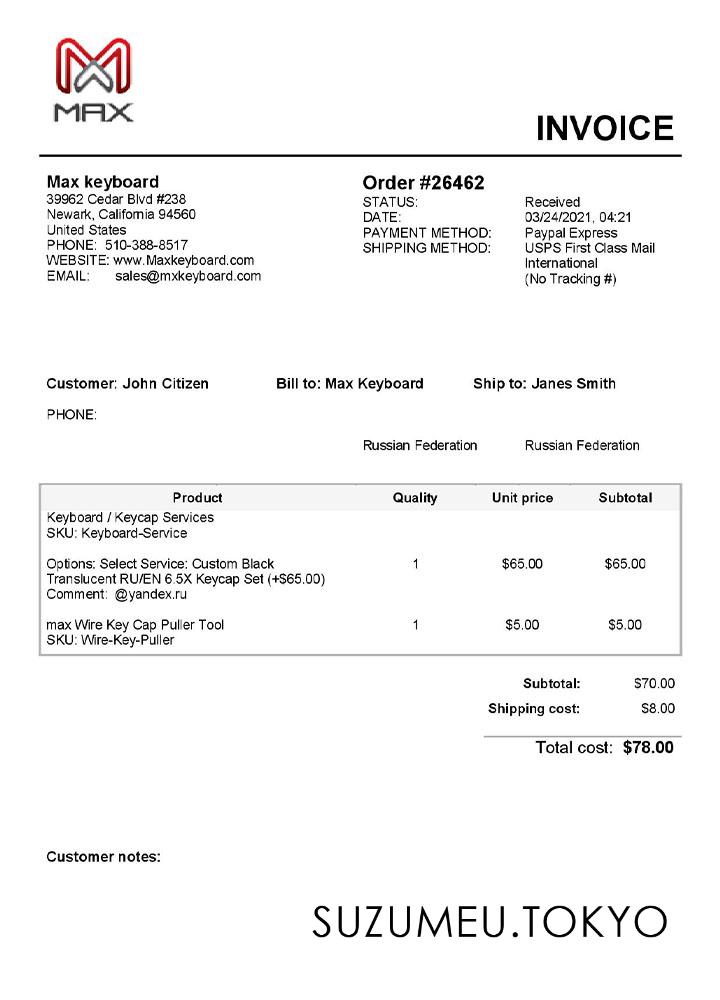 MAX
INVOICE
Max keyboard
39962 Cedar Blvd #238
Newark, California 94560
United States
PHONE: 510-388-8517
WEBSITE: www.Maxkeyboard.com
EMAIL: sales@mxkeyboard.com
Order #26462
STATUS: Received
DATE: 03/24/2021, 04:21
PAYMENT METHOD: Paypal Express
SHIPPING METHOD: USPS First Class Mail
International
(No Tracking #)
Customer: John Citizen Bill to: Max Keyboard Ship to: Janes Smith
PHONE:
Russian Federation Russian Federation
Product Quality Unit price Subtotal
Keyboard / Keycap Services
SKU: Keyboard-Service
Options: Select Service: Custom Black 1 $65.00 $65.00
Translucent RU/EN 6.5X Keycap Set (+$65.00)
Comment: @yandex.ru
max Wire Key Cap Puller Tool 1 $5.00 $5.00
SKU: Wire-Key-Puller
Subtotal: $70.00
Shipping cost: $8.00
Total cost: $78.00
Customer notes:
SUZUMEU.TOKYO